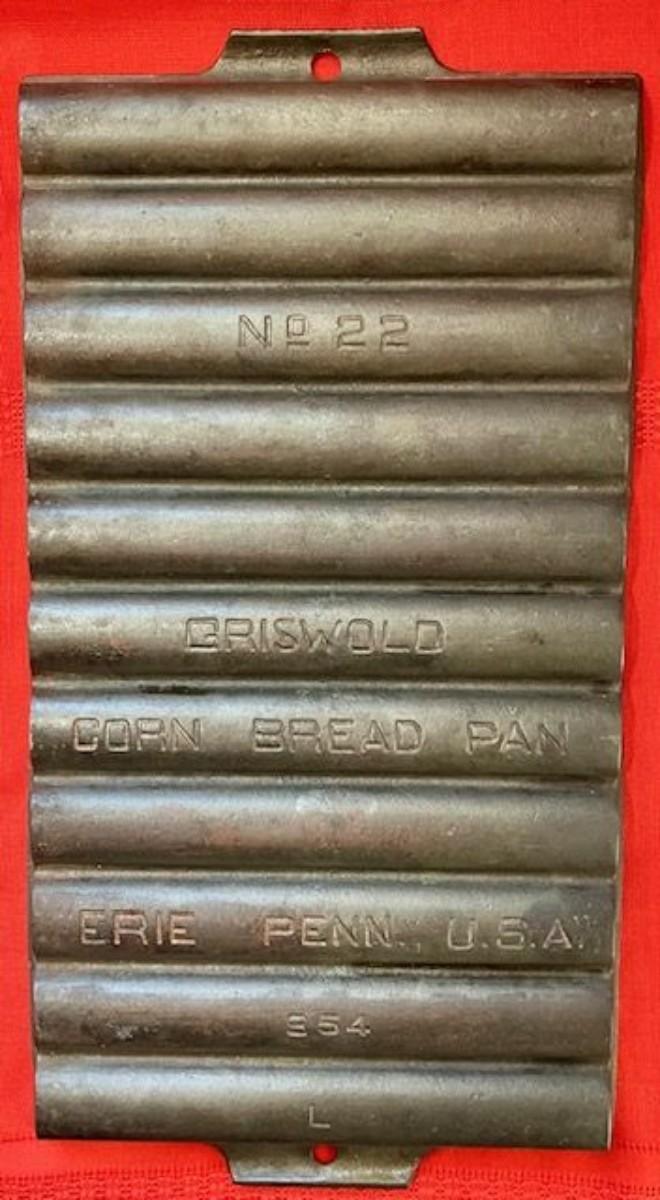 No 22
GRISWOLD
CORN BREAD PAN
ERIE PENN., U.S.A.
954
L